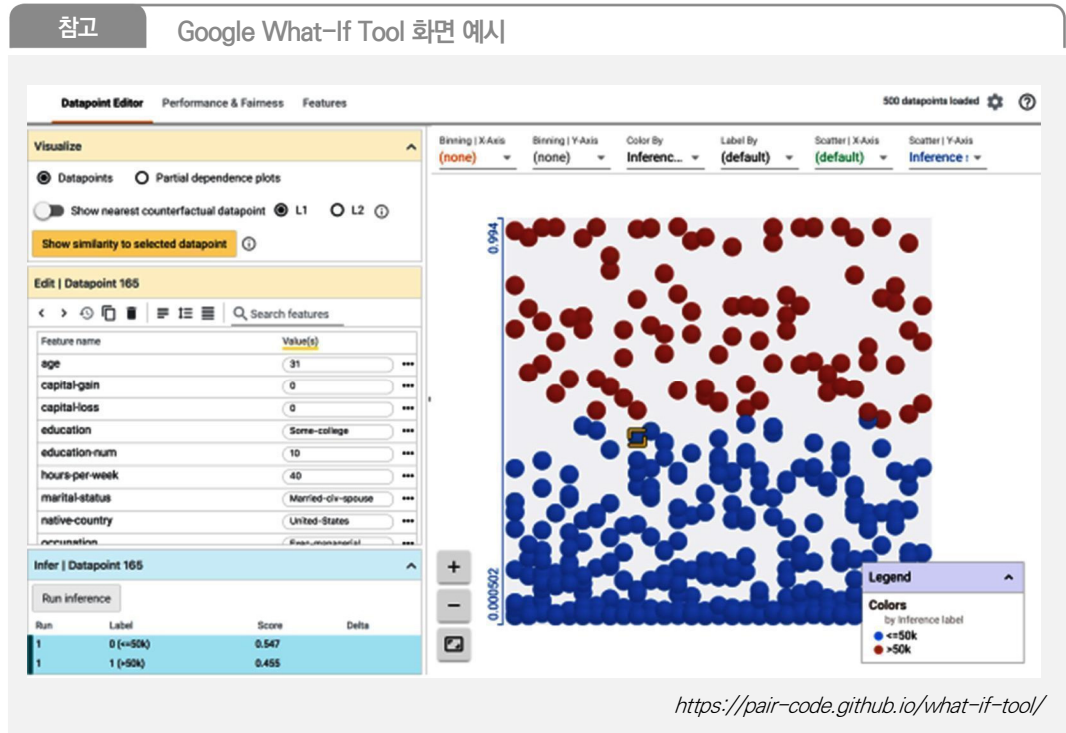 참고
Google What-If Tool 화면 예시
Datapoint Editor Performance & Fairness Features
500 datapoints loaded
Visualize
Datapoints Partial dependence plots
Show nearest counterfactual datapoint L1 L2
Show similarity to selected datapoint
Edit | Datapoint 165
Search features
Feature name Value(s)
age 31
capital-gain 0
capital-loss 0
education Some-college
education-num 10
hours-per-week 40
marital-status Married-civ-spouse
native-country United-States
occupation Exec-managerial
Infer | Datapoint 165
Run inference
Run Label Score Delta
1 0 (<=50k) 0.547
1 1 (>50k) 0.455
Binning | X-Axis Binning | Y-Axis Color By Label By Scatter | X-Axis Scatter | Y-Axis
(none) (none) Inferenc... (default) (default) Inference s
0.994
0.000502
Legend
Colors
by Inference label
<=50k
>50k
https://pair-code.github.io/what-if-tool/